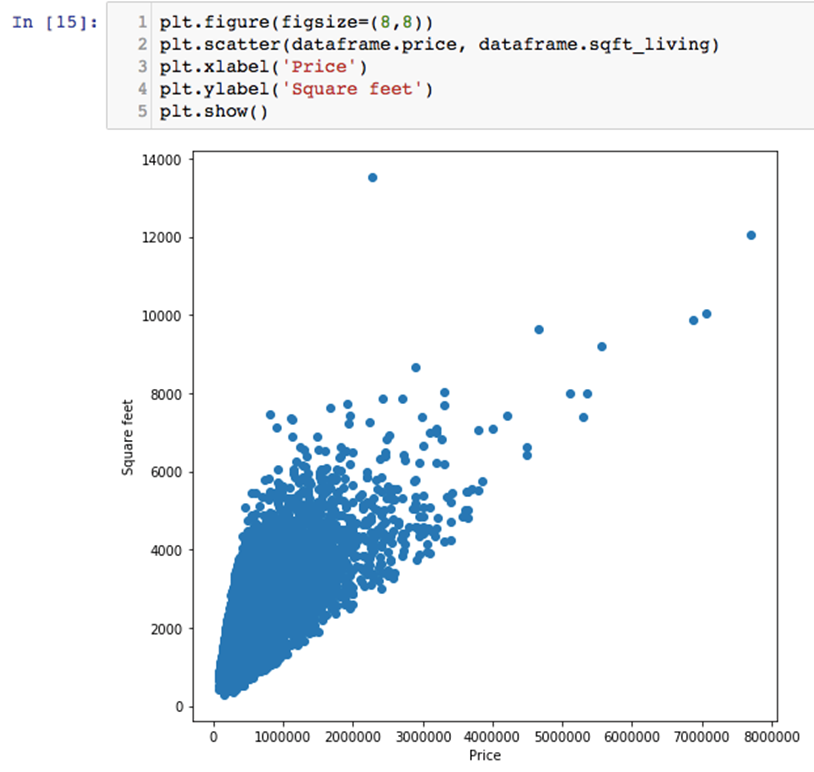 In [15]:
1 plt.figure(figsize=(8,8))
2 plt.scatter(dataframe.price, dataframe.sqft_living)
3 plt.xlabel('Price')
4 plt.ylabel('Square feet')
5 plt.show()
14000
12000
10000
8000
6000
4000
2000
0
Square feet
0 1000000 2000000 3000000 4000000 5000000 6000000 7000000 8000000
Price